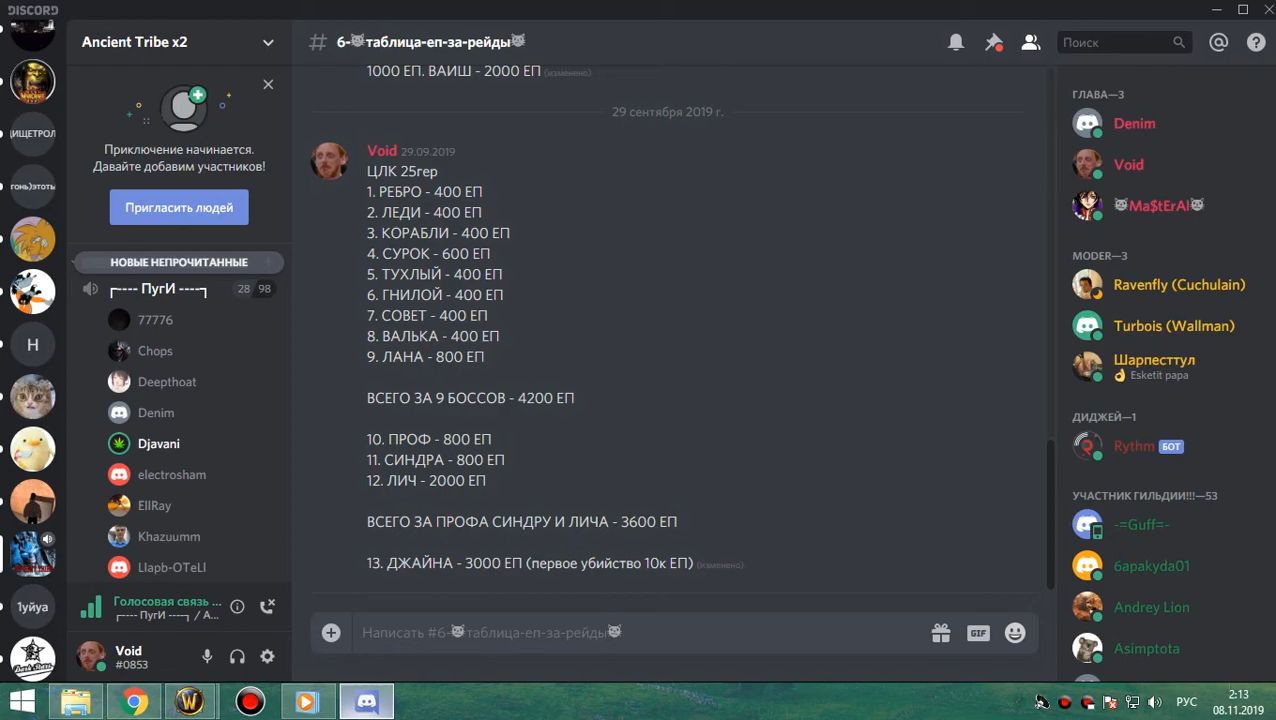 DISCORD
Ancient Tribe x2
Приключение начинается.
Давайте добавим участников!
Пригласить людей
НОВЫЕ НЕПРОЧИТАННЫЕ
┌---- ПугИ ----┐
28 98
77776
Chops
Deepthoat
Denim
Djavani
electrosham
EllRay
Khazuumm
Llapb-OTeLl
Голосовая связь ...
┌---- ПугИ ----┐ / А...
Void
#0853
ИЩЕТРОЛ
гонь)этоты
Н
1уйуа
# 6-🐱таблица-еп-за-рейды🐱
Поиск
1000 ЕП. ВАИШ - 2000 ЕП (изменено)
29 сентября 2019 г.
Void 29.09.2019
ЦЛК 25гер
1. РЕБРО - 400 ЕП
2. ЛЕДИ - 400 ЕП
3. КОРАБЛИ - 400 ЕП
4. СУРОК - 600 ЕП
5. ТУХЛЫЙ - 400 ЕП
6. ГНИЛОЙ - 400 ЕП
7. СОВЕТ - 400 ЕП
8. ВАЛЬКА - 400 ЕП
9. ЛАНА - 800 ЕП
ВСЕГО ЗА 9 БОССОВ - 4200 ЕП
10. ПРОФ - 800 ЕП
11. СИНДРА - 800 ЕП
12. ЛИЧ - 2000 ЕП
ВСЕГО ЗА ПРОФА СИНДРУ И ЛИЧА - 3600 ЕП
13. ДЖАЙНА - 3000 ЕП (первое убийство 10к ЕП) (изменено)
Написать #6-🐱таблица-еп-за-рейды🐱
GIF
ГЛАВА—3
Denim
Void
🐱Ma$tErAl🐱
MODER—3
Ravenfly (Cuchulain)
Turbois (Wallman)
Шарпесттул
👌 Esketit papa
ДИДЖЕЙ—1
Rythm БОТ
УЧАСТНИК ГИЛЬДИИ!!!—53
-=Guff=-
6apakyda01
Andrey Lion
Asimptota
РУС
2:13
08.11.2019